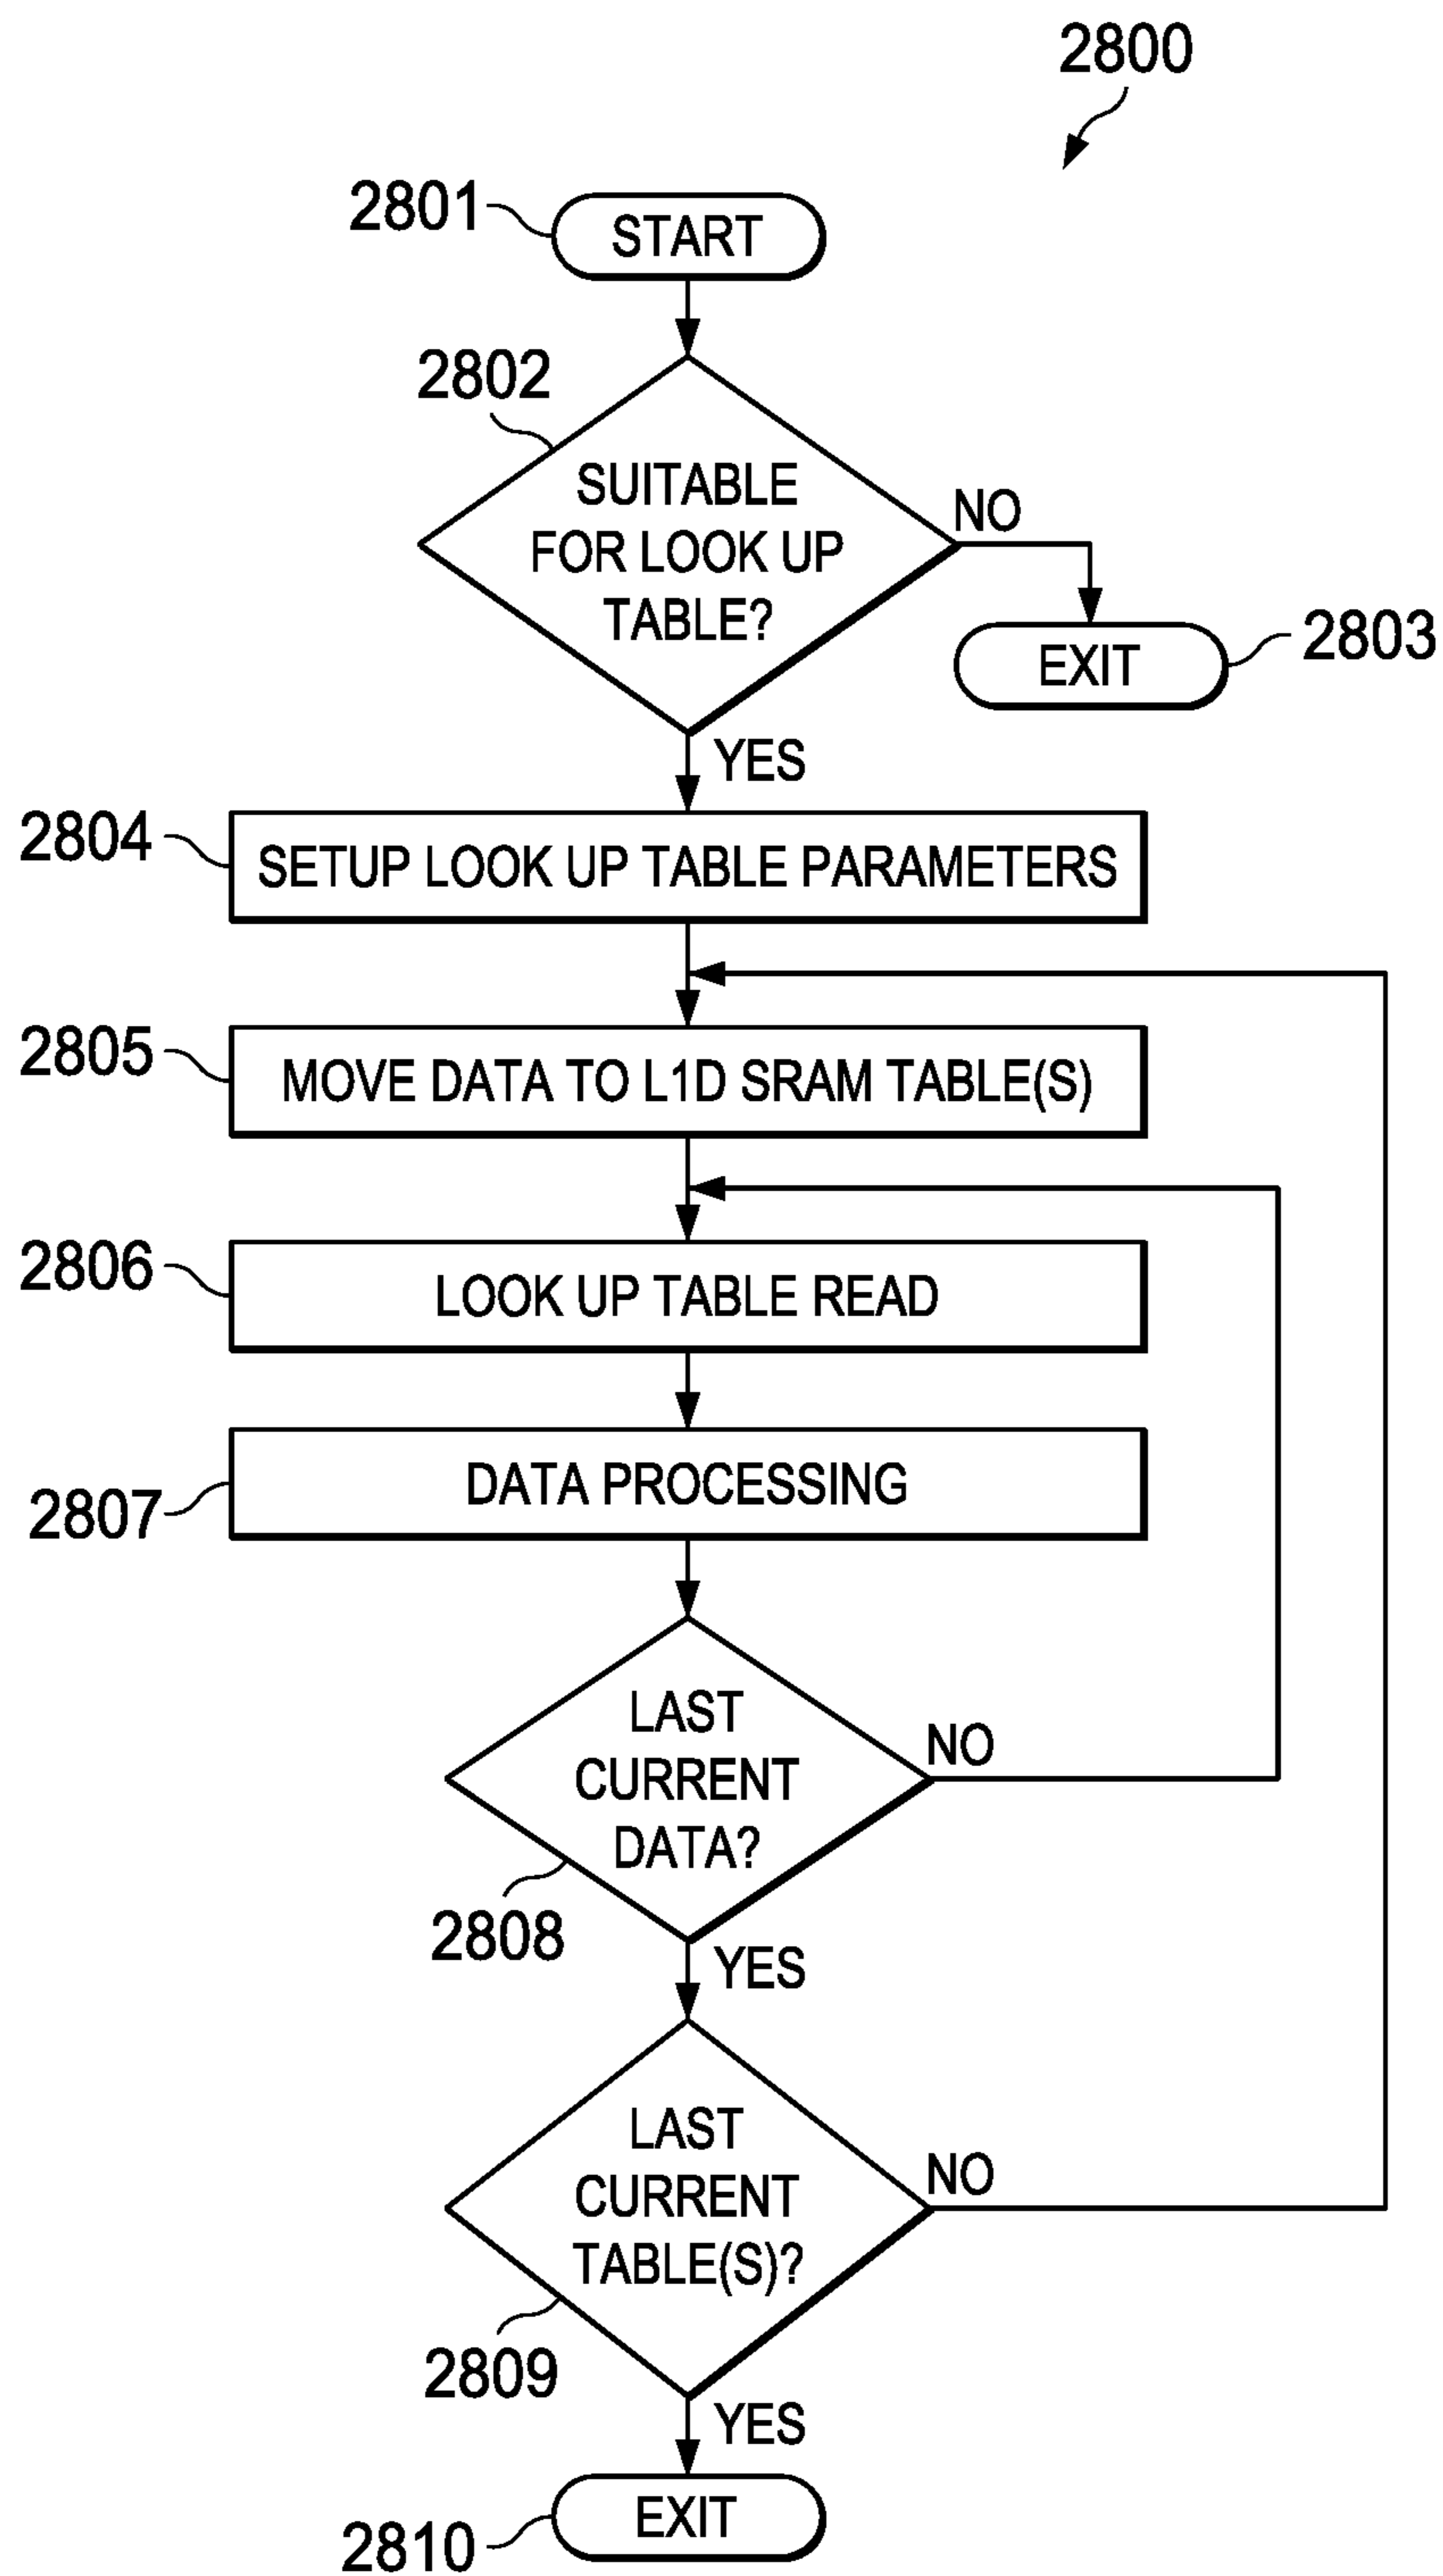 2800
2801
START
2802
SUITABLE
FOR LOOK UP
TABLE?
NO
EXIT
2803
YES
2804
SETUP LOOK UP TABLE PARAMETERS
2805
MOVE DATA TO L1D SRAM TABLE(S)
2806
LOOK UP TABLE READ
2807
DATA PROCESSING
LAST
CURRENT
DATA?
NO
2808
YES
LAST
CURRENT
TABLE(S)?
NO
2809
YES
EXIT
2810